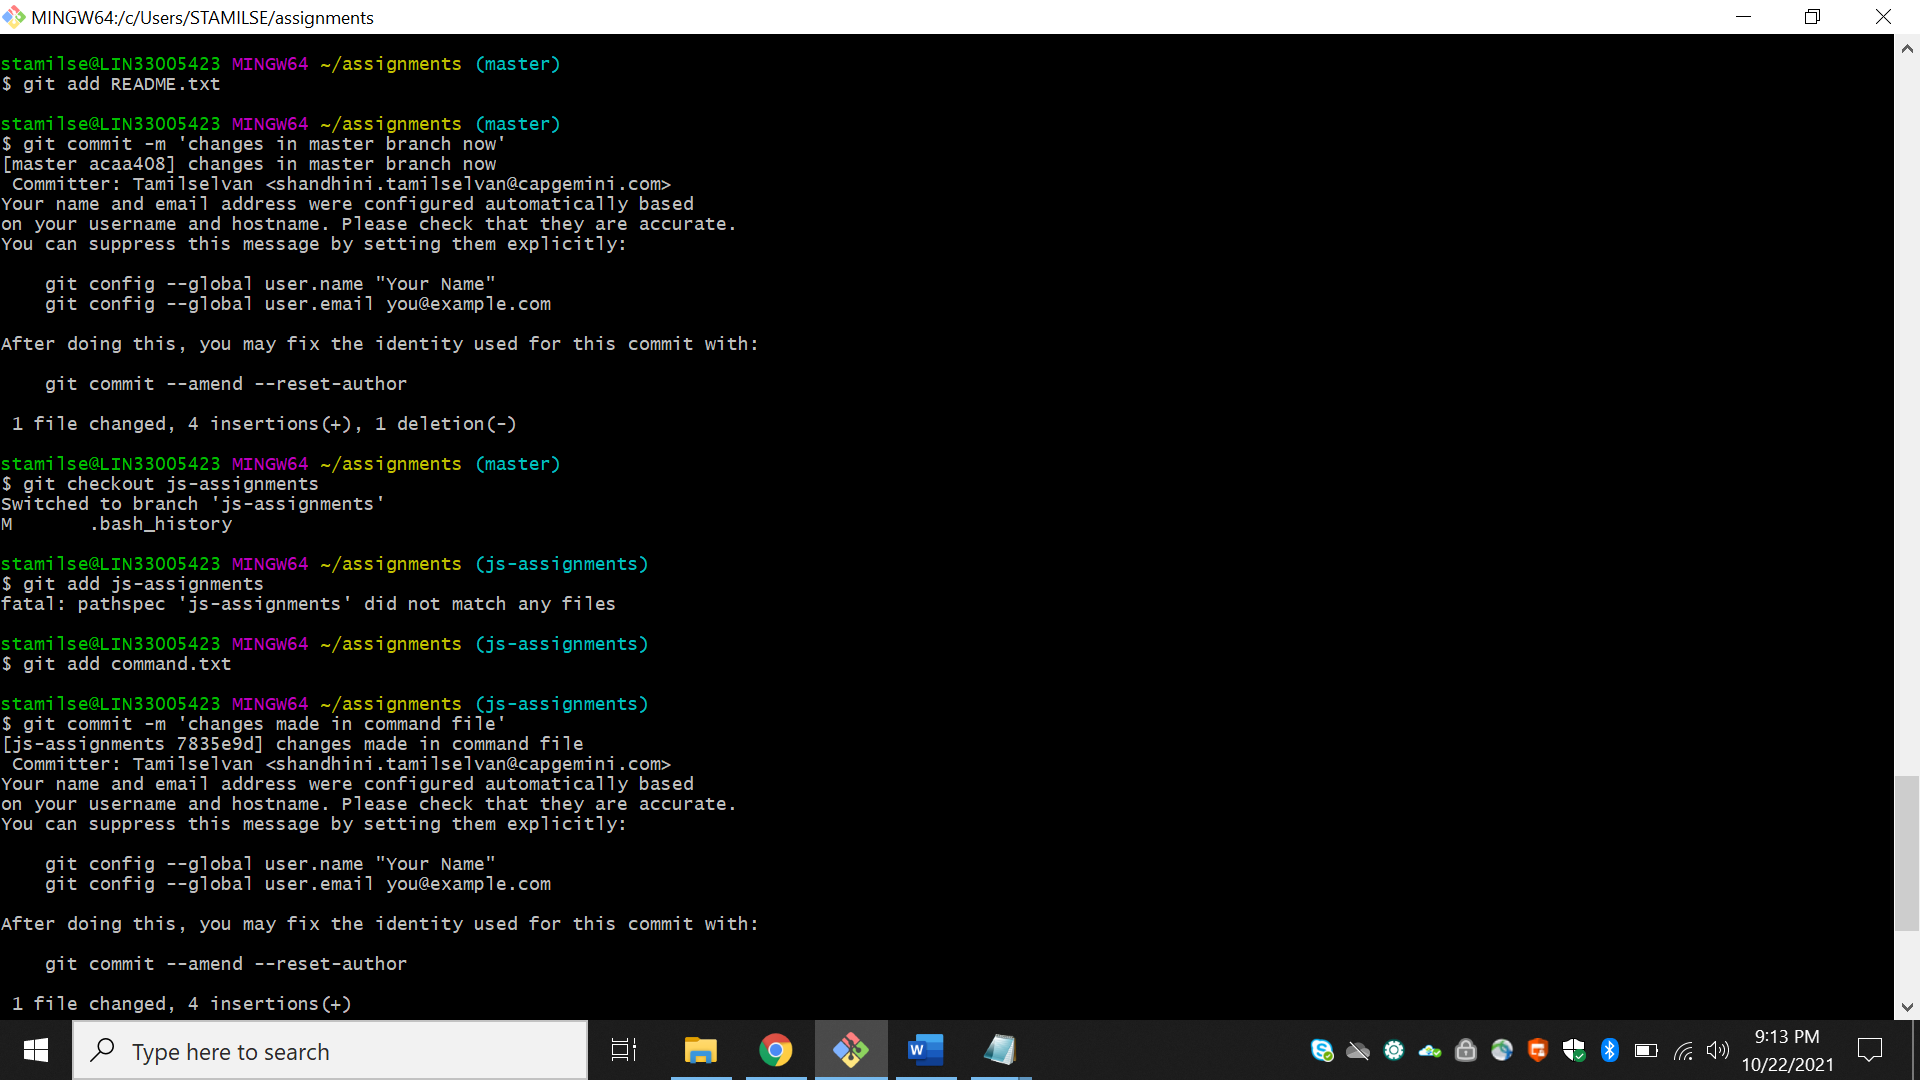 MINGW64:/c/Users/STAMILSE/assignments
stamilse@LIN33005423 MINGW64 ~/assignments (master)
$ git add README.txt
stamilse@LIN33005423 MINGW64 ~/assignments (master)
$ git commit -m 'changes in master branch now'
[master acaa408] changes in master branch now
 Committer: Tamilselvan <shandhini.tamilselvan@capgemini.com>
Your name and email address were configured automatically based
on your username and hostname. Please check that they are accurate.
You can suppress this message by setting them explicitly:
    git config --global user.name "Your Name"
    git config --global user.email you@example.com
After doing this, you may fix the identity used for this commit with:
    git commit --amend --reset-author
 1 file changed, 4 insertions(+), 1 deletion(-)
stamilse@LIN33005423 MINGW64 ~/assignments (master)
$ git checkout js-assignments
Switched to branch 'js-assignments'
M       .bash_history
stamilse@LIN33005423 MINGW64 ~/assignments (js-assignments)
$ git add js-assignments
fatal: pathspec 'js-assignments' did not match any files
stamilse@LIN33005423 MINGW64 ~/assignments (js-assignments)
$ git add command.txt
stamilse@LIN33005423 MINGW64 ~/assignments (js-assignments)
$ git commit -m 'changes made in command file'
[js-assignments 7835e9d] changes made in command file
 Committer: Tamilselvan <shandhini.tamilselvan@capgemini.com>
Your name and email address were configured automatically based
on your username and hostname. Please check that they are accurate.
You can suppress this message by setting them explicitly:
    git config --global user.name "Your Name"
    git config --global user.email you@example.com
After doing this, you may fix the identity used for this commit with:
    git commit --amend --reset-author
 1 file changed, 4 insertions(+)
Type here to search
9:13 PM
10/22/2021